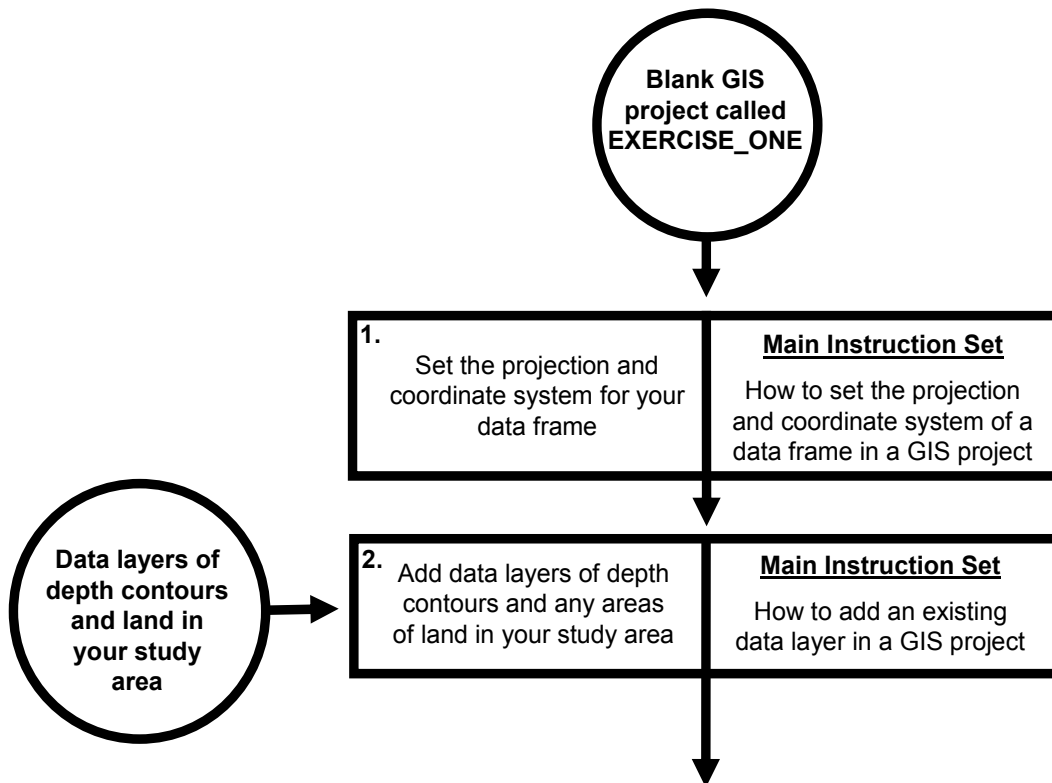 Blank GIS
project called
EXERCISE_ONE
1.
Set the projection and
coordinate system for your
data frame
Main Instruction Set
How to set the projection
and coordinate system of a
data frame in a GIS project
Data layers of
depth contours
and land in
your study
area
2.
Add data layers of depth
contours and any areas
of land in your study area
Main Instruction Set
How to add an existing
data layer in a GIS project